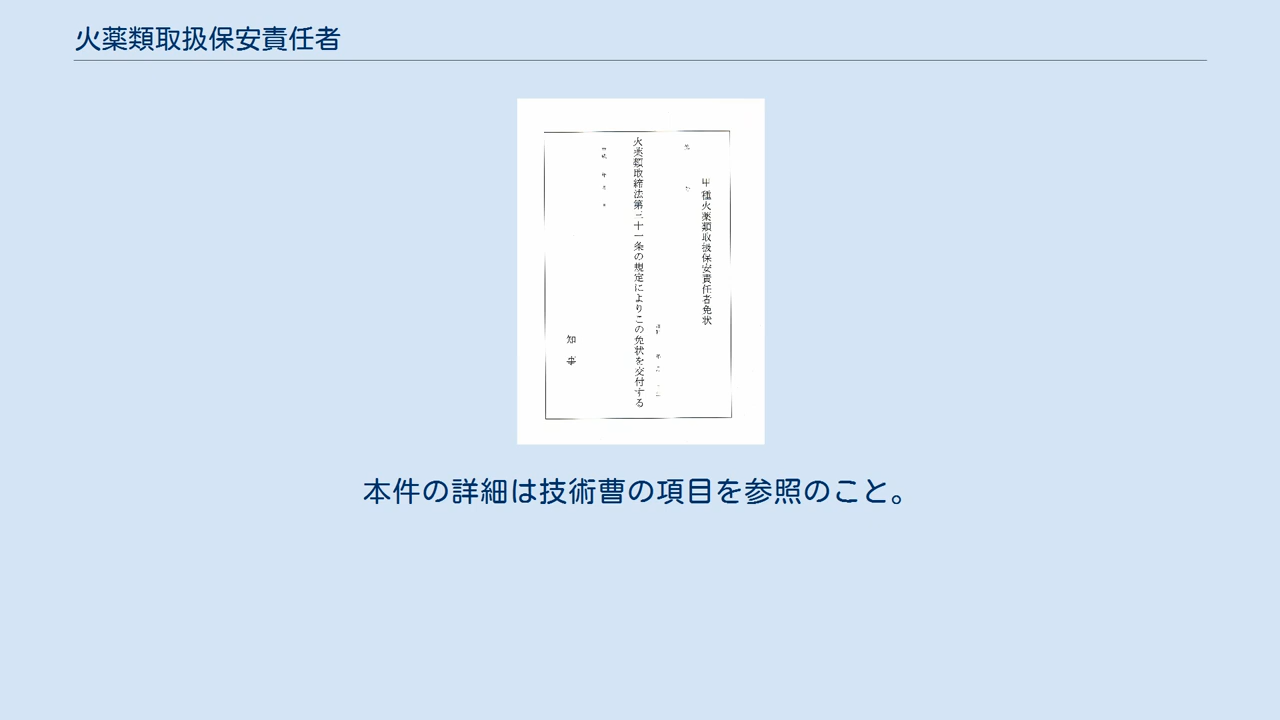 火薬類取扱保安責任者
甲種火薬類取扱保安責任者免状
火薬類取締法第三十一条の規定によりこの免状を交付する
知事
本件の詳細は技術曹の項目を参照のこと。